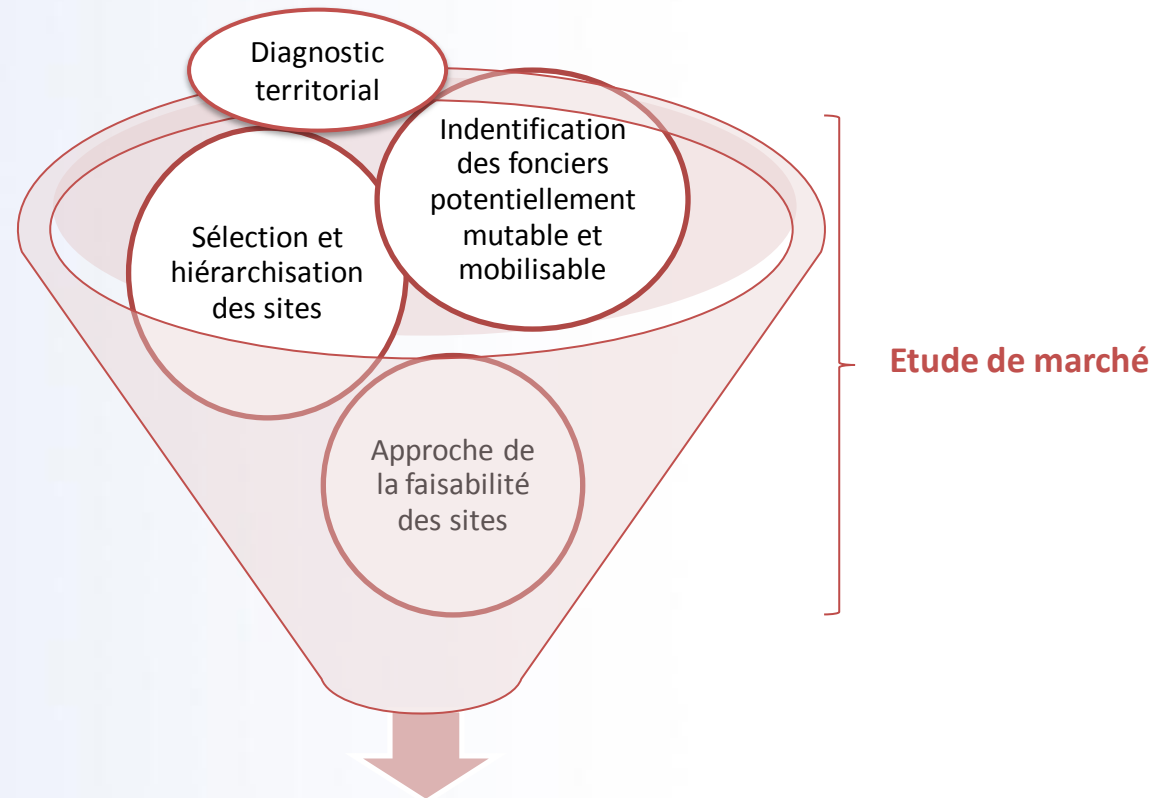 Diagnostic
territorial
Indentification
des fonciers
potentiellement
mutable et
mobilisable
Sélection et
hiérarchisation
des sites
Etude de marché
Approche de
la faisabilité
des sites